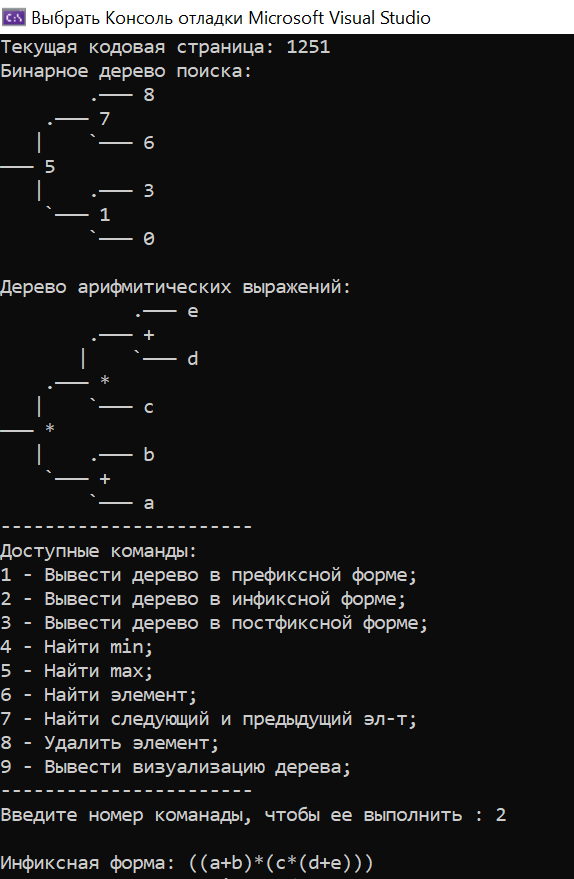 Выбрать Консоль отладки Microsoft Visual Studio
Текущая кодовая страница: 1251
Бинарное дерево поиска:
        .─── 8
    .─── 7
   |    `─── 6
─── 5
   |    .─── 3
    `─── 1
        `─── 0
Дерево арифмитических выражений:
            .─── e
        .─── +
       |    `─── d
    .─── *
   |    `─── c
─── *
   |    .─── b
    `─── +
        `─── a
-----------------------
Доступные команды:
1 - Вывести дерево в префиксной форме;
2 - Вывести дерево в инфиксной форме;
3 - Вывести дерево в постфиксной форме;
4 - Найти min;
5 - Найти max;
6 - Найти элемент;
7 - Найти следующий и предыдущий эл-т;
8 - Удалить элемент;
9 - Вывести визуализацию дерева;
-----------------------
Введите номер команады, чтобы ее выполнить : 2
Инфиксная форма: ((a+b)*(c*(d+e)))